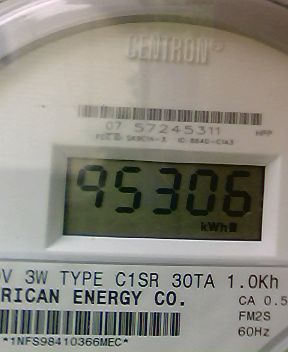 CENTRON
07 57245311
HPP
95306
kWh
V 3W TYPE C1SR 30TA 1.0Kh
RICAN ENERGY CO.
CA 0.5
FM2S
60Hz
*1NFS98410366MEC*